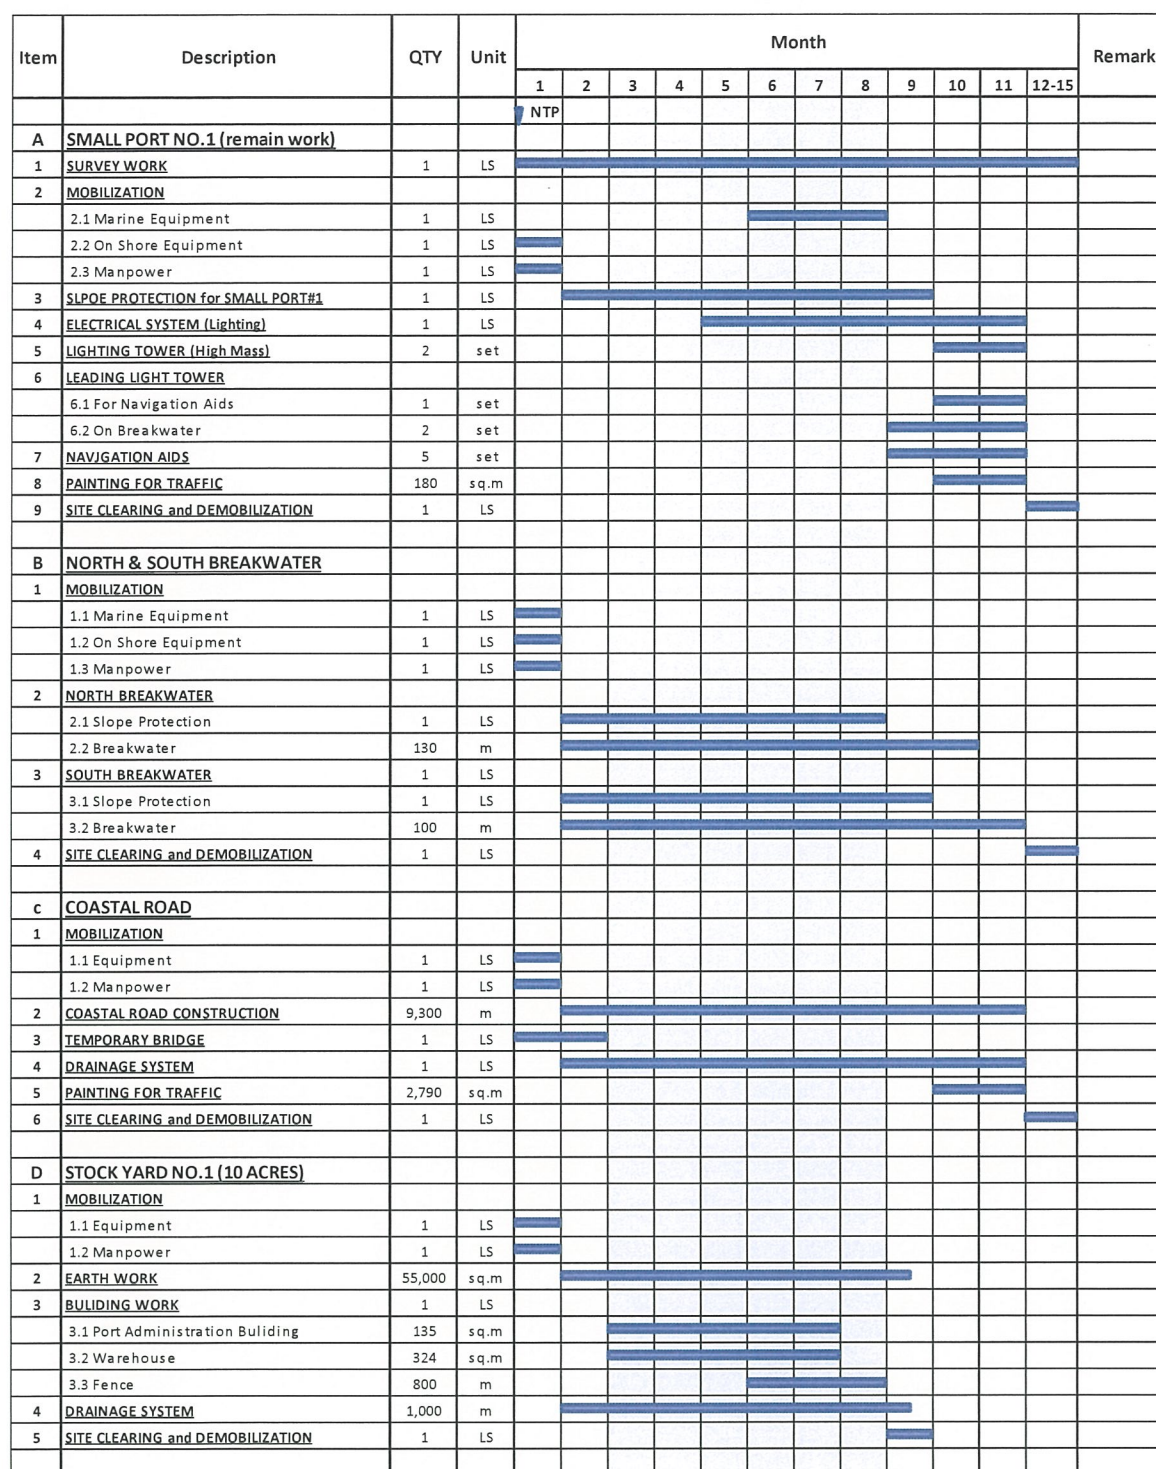 Item Description QTY Unit Month Remark
1 2 3 4 5 6 7 8 9 10 11 12-15
NTP
A SMALL PORT NO.1 (remain work)
1 SURVEY WORK 1 LS
2 MOBILIZATION
2.1 Marine Equipment 1 LS
2.2 On Shore Equipment 1 LS
2.3 Manpower 1 LS
3 SLPOE PROTECTION for SMALL PORT#1 1 LS
4 ELECTRICAL SYSTEM (Lighting) 1 LS
5 LIGHTING TOWER (High Mass) 2 set
6 LEADING LIGHT TOWER
6.1 For Navigation Aids 1 set
6.2 On Breakwater 2 set
7 NAVJGATION AIDS 5 set
8 PAINTING FOR TRAFFIC 180 sq.m
9 SITE CLEARING and DEMOBILIZATION 1 LS
B NORTH & SOUTH BREAKWATER
1 MOBILIZATION
1.1 Marine Equipment 1 LS
1.2 On Shore Equipment 1 LS
1.3 Manpower 1 LS
2 NORTH BREAKWATER
2.1 Slope Protection 1 LS
2.2 Breakwater 130 m
3 SOUTH BREAKWATER 1 LS
3.1 Slope Protection 1 LS
3.2 Breakwater 100 m
4 SITE CLEARING and DEMOBILIZATION 1 LS
c COASTAL ROAD
1 MOBILIZATION
1.1 Equipment 1 LS
1.2 Manpower 1 LS
2 COASTAL ROAD CONSTRUCTION 9,300 m
3 TEMPORARY BRIDGE 1 LS
4 DRAINAGE SYSTEM 1 LS
5 PAINTING FOR TRAFFIC 2,790 sq.m
6 SITE CLEARING and DEMOBILIZATION 1 LS
D STOCK YARD NO.1 (10 ACRES)
1 MOBILIZATION
1.1 Equipment 1 LS
1.2 Manpower 1 LS
2 EARTH WORK 55,000 sq.m
3 BULIDING WORK 1 LS
3.1 Port Administration Buliding 135 sq.m
3.2 Warehouse 324 sq.m
3.3 Fence 800 m
4 DRAINAGE SYSTEM 1,000 m
5 SITE CLEARING and DEMOBILIZATION 1 LS